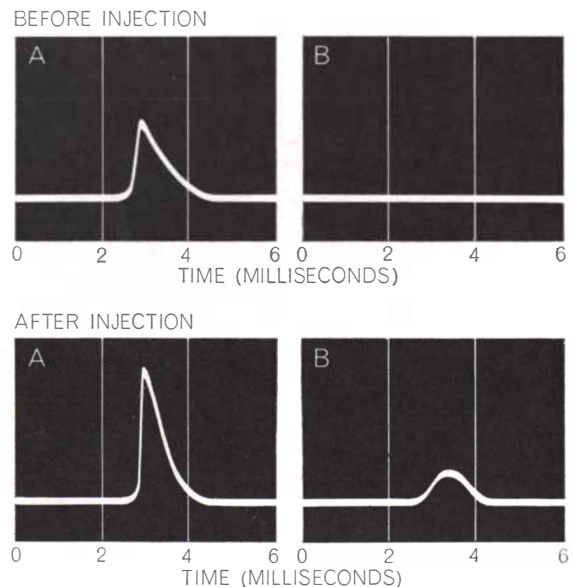 BEFORE INJECTION
A
B
0 2 4 6 0 2 4 6
TIME (MILLISECONDS)
AFTER INJECTION
A
B
0 2 4 6 0 2 4 6
TIME (MILLISECONDS)